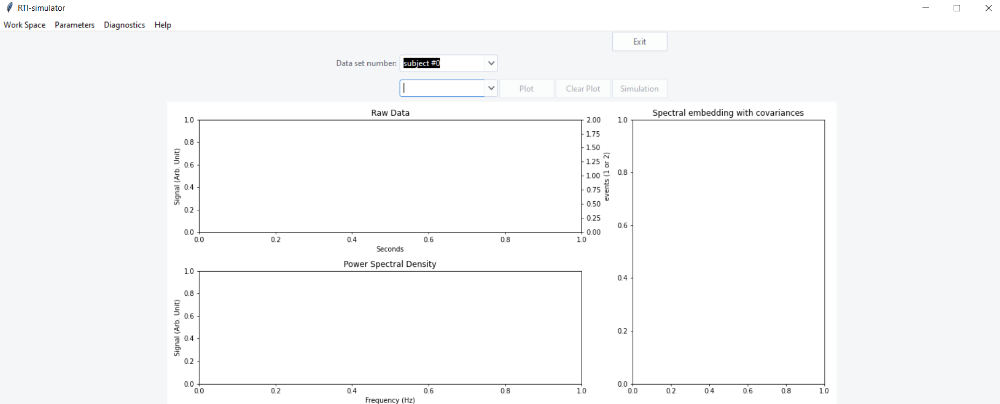 RTI-simulator
Work Space Parameters Diagnostics Help
Exit
Data set number: subject #0
Plot Clear Plot Simulation
Raw Data
1.0
0.8
0.6
0.4
0.2
0.0
Signal (Arb. Unit)
0.0 0.2 0.4 0.6 0.8 1.0
Seconds
2.00
1.75
1.50
1.25
1.00
0.75
0.50
0.25
0.00
events (1 or 2)
Power Spectral Density
1.0
0.8
0.6
0.4
0.2
0.0
Signal (Arb. Unit)
0.0 0.2 0.4 0.6 0.8 1.0
Frequency (Hz)
Spectral embedding with covariances
1.0
0.8
0.6
0.4
0.2
0.0
0.0 0.2 0.4 0.6 0.8 1.0